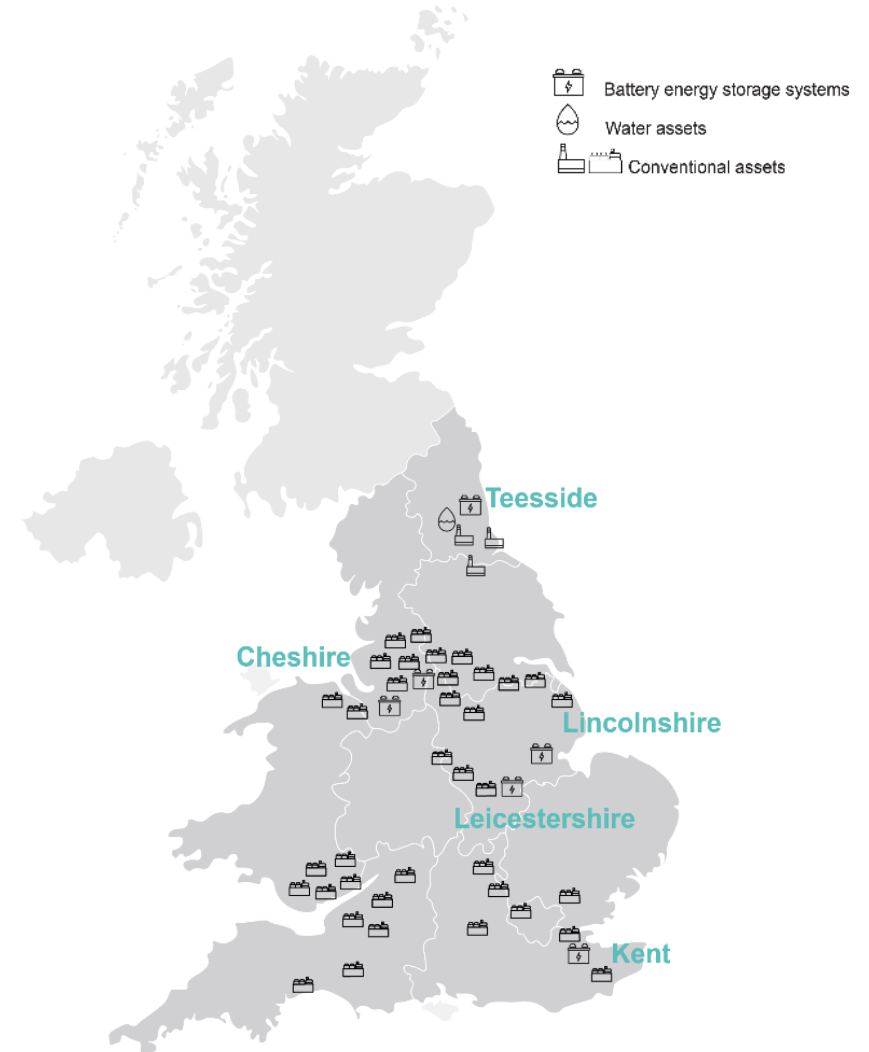 Battery energy storage systems
Water assets
Conventional assets
Teesside
Cheshire
Lincolnshire
Leicestershire
Kent